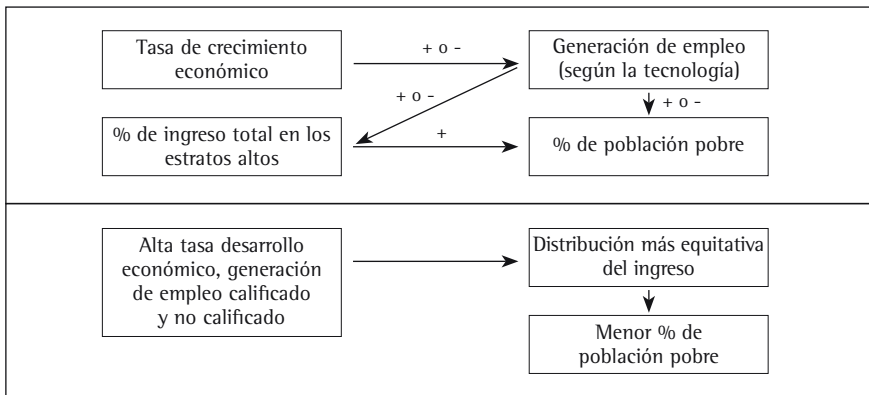 Tasa de crecimiento
económico
+ o -
Generación de empleo
(según la tecnología)
+ o -
+ o -
% de ingreso total en los
estratos altos
+
% de población pobre
Alta tasa desarrollo
económico, generación
de empleo calificado
y no calificado
Distribución más equitativa
del ingreso
Menor % de
población pobre